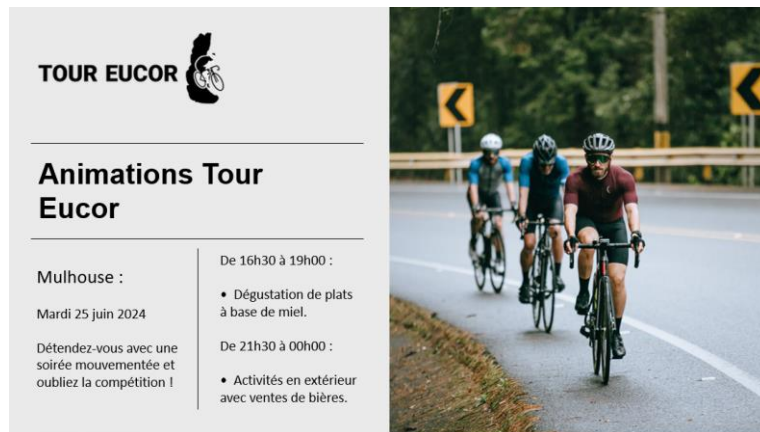 TOUR EUCOR
Animations Tour
Eucor
Mulhouse :
Mardi 25 juin 2024
Détendez-vous avec une
soirée mouvementée et
oubliez la compétition !
De 16h30 à 19h00 :
• Dégustation de plats
à base de miel.
De 21h30 à 00h00 :
• Activités en extérieur
avec ventes de bières.